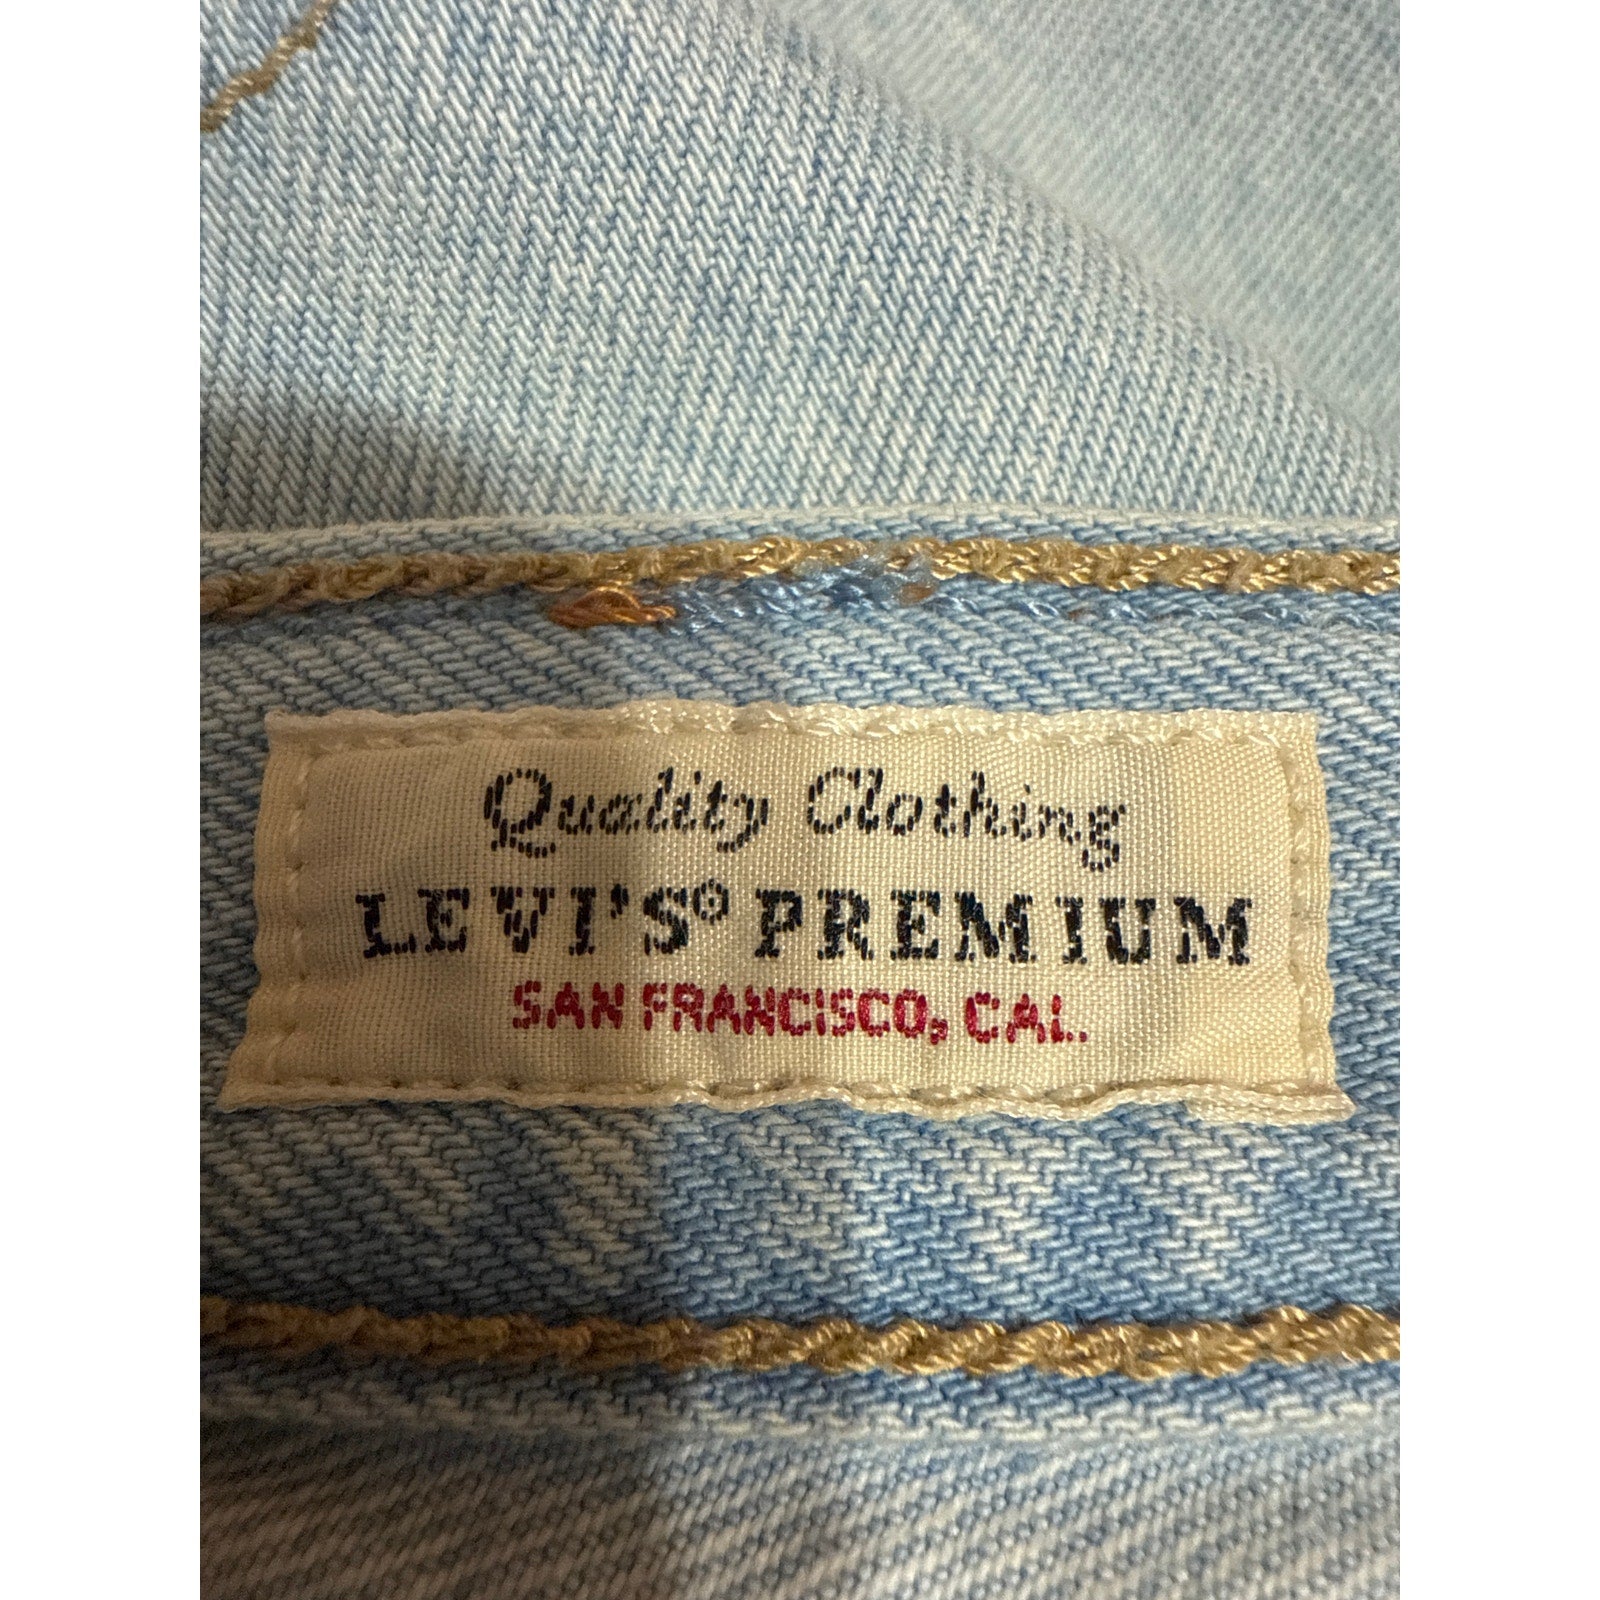 Quality Clothing
LEVI'S® PREMIUM
SAN FRANCISCO, CAL.